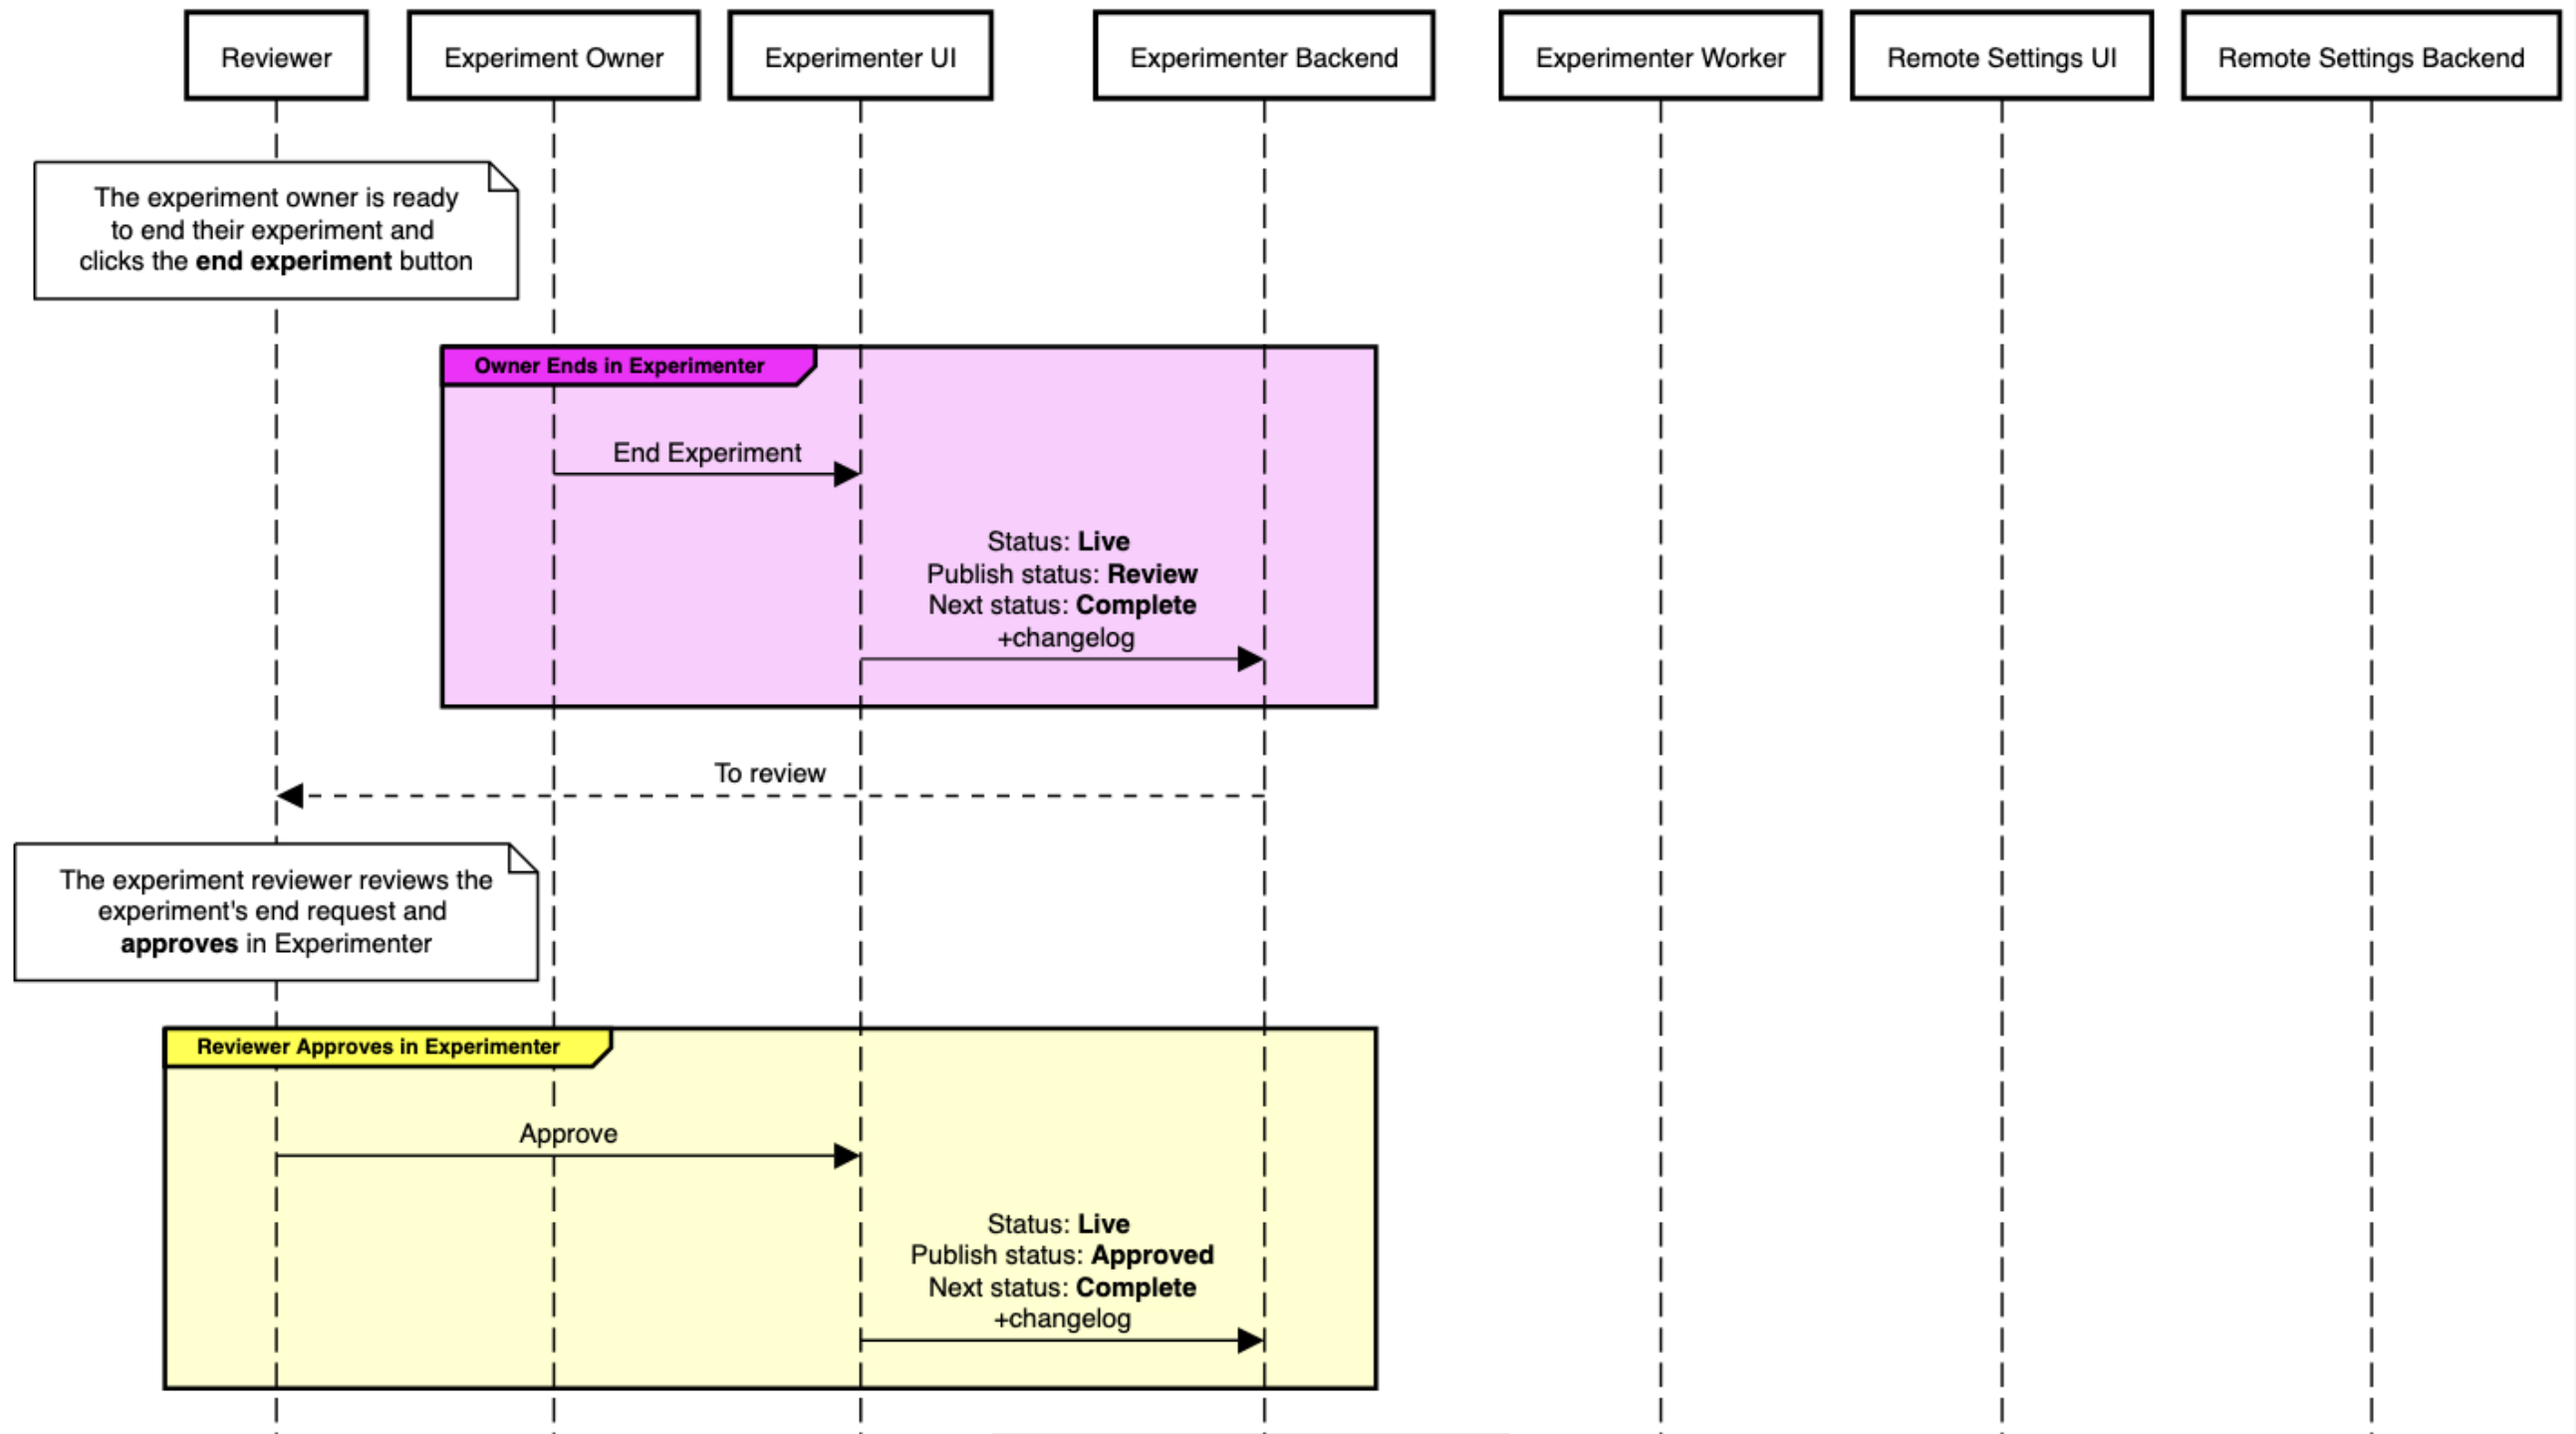 Reviewer
Experiment Owner
Experimenter UI
Experimenter Backend
Experimenter Worker
Remote Settings UI
Remote Settings Backend
The experiment owner is ready
to end their experiment and
clicks the end experiment button
Owner Ends in Experimenter
End Experiment
Status: Live
Publish status: Review
Next status: Complete
+changelog
To review
The experiment reviewer reviews the
experiment's end request and
approves in Experimenter
Reviewer Approves in Experimenter
Approve
Status: Live
Publish status: Approved
Next status: Complete
+changelog